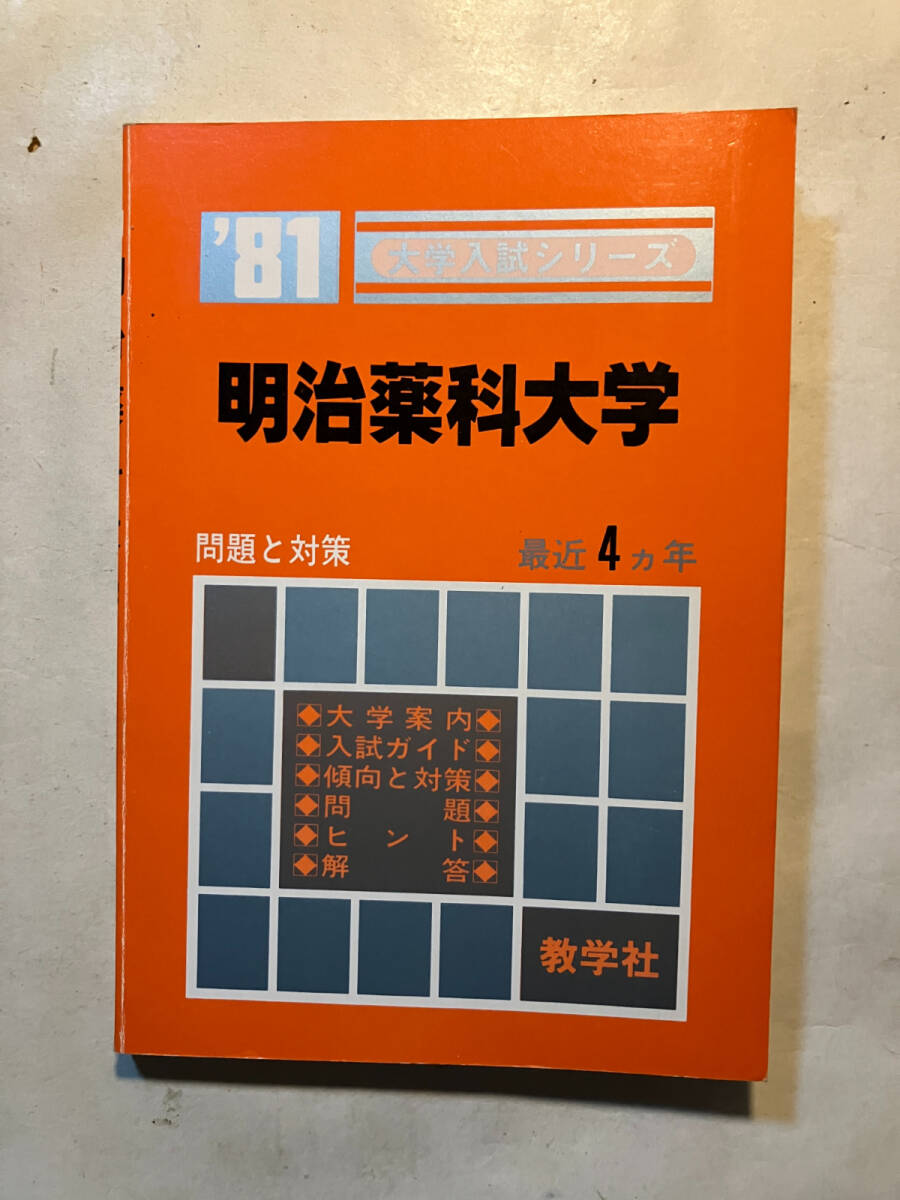 '81
大学入試シリーズ
明治薬科大学
問題と対策
最近4ヵ年
◆大学案内◆
◆入試ガイド◆
◆傾向と対策◆
◆問題◆
◆ヒント◆
◆解答◆
教学社